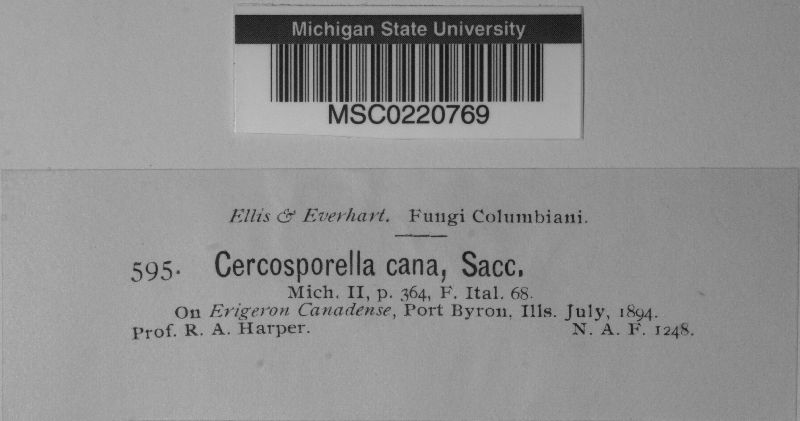 Michigan State University
MSC0220769
Ellis & Everhart. Fungi Columbiani.
595. Cercosporella cana, Sacc.
Mich. II, p. 364, F. Ital. 68.
On Erigeron Canadense, Port Byron, Ills. July, 1894.
Prof. R. A. Harper. N. A. F. 1248.